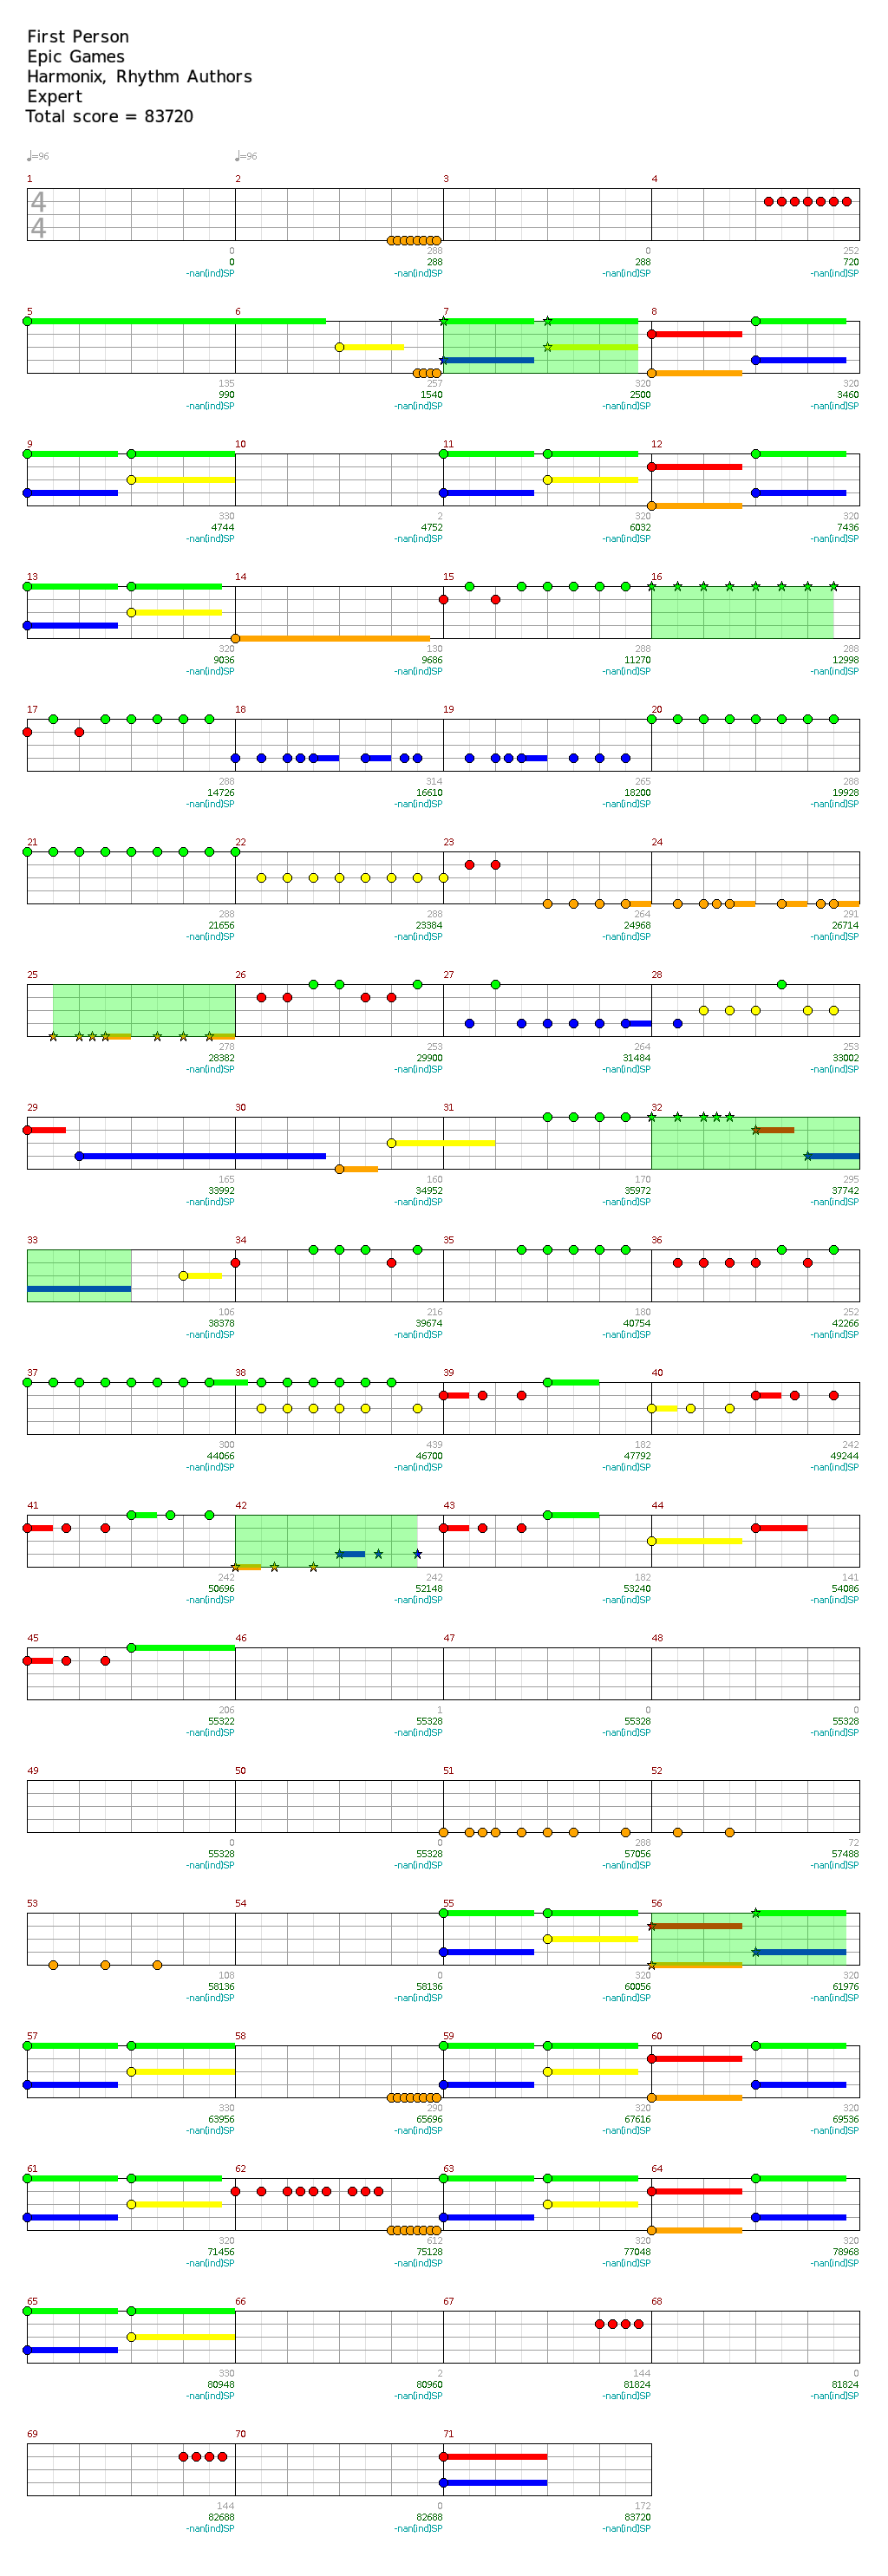 First Person
Epic Games
Harmonix, Rhythm Authors
Expert
Total score = 83720
♩=96 ♩=96
1 2 3 4
4
4
0 288 0 252
0 288 288 720
-nan(ind)SP -nan(ind)SP -nan(ind)SP -nan(ind)SP
5 6 7 8
135 257 320 320
990 1540 2500 3460
-nan(ind)SP -nan(ind)SP -nan(ind)SP -nan(ind)SP
9 10 11 12
330 2 320 320
4744 4752 6032 7436
-nan(ind)SP -nan(ind)SP -nan(ind)SP -nan(ind)SP
13 14 15 16
320 130 288 288
9036 9686 11270 12998
-nan(ind)SP -nan(ind)SP -nan(ind)SP -nan(ind)SP
17 18 19 20
288 314 265 288
14726 16610 18200 19928
-nan(ind)SP -nan(ind)SP -nan(ind)SP -nan(ind)SP
21 22 23 24
288 288 264 291
21656 23384 24968 26714
-nan(ind)SP -nan(ind)SP -nan(ind)SP -nan(ind)SP
25 26 27 28
278 253 264 253
28382 29900 31484 33002
-nan(ind)SP -nan(ind)SP -nan(ind)SP -nan(ind)SP
29 30 31 32
165 160 170 295
33992 34952 35972 37742
-nan(ind)SP -nan(ind)SP -nan(ind)SP -nan(ind)SP
33 34 35 36
106 216 180 252
38378 39674 40754 42266
-nan(ind)SP -nan(ind)SP -nan(ind)SP -nan(ind)SP
37 38 39 40
300 439 182 242
44066 46700 47792 49244
-nan(ind)SP -nan(ind)SP -nan(ind)SP -nan(ind)SP
41 42 43 44
242 242 182 141
50696 52148 53240 54086
-nan(ind)SP -nan(ind)SP -nan(ind)SP -nan(ind)SP
45 46 47 48
206 1 0 0
55322 55328 55328 55328
-nan(ind)SP -nan(ind)SP -nan(ind)SP -nan(ind)SP
49 50 51 52
0 0 288 72
55328 55328 57056 57488
-nan(ind)SP -nan(ind)SP -nan(ind)SP -nan(ind)SP
53 54 55 56
108 0 320 320
58136 58136 60056 61976
-nan(ind)SP -nan(ind)SP -nan(ind)SP -nan(ind)SP
57 58 59 60
330 290 320 320
63956 65696 67616 69536
-nan(ind)SP -nan(ind)SP -nan(ind)SP -nan(ind)SP
61 62 63 64
320 612 320 320
71456 75128 77048 78968
-nan(ind)SP -nan(ind)SP -nan(ind)SP -nan(ind)SP
65 66 67 68
330 2 144 0
80948 80960 81824 81824
-nan(ind)SP -nan(ind)SP -nan(ind)SP -nan(ind)SP
69 70 71
144 0 172
82688 82688 83720
-nan(ind)SP -nan(ind)SP -nan(ind)SP